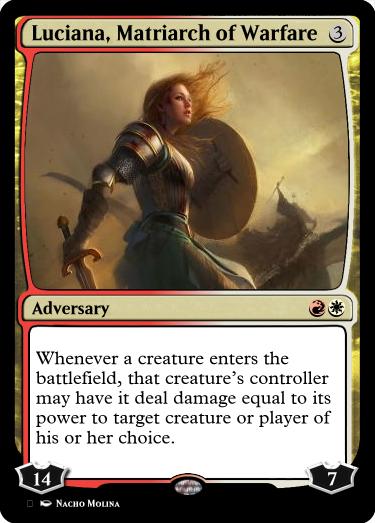 Luciana, Matriarch of Warfare 3
Adversary
Whenever a creature enters the
battlefield, that creature's controller
may have it deal damage equal to its
power to target creature or player of
his or her choice.
14
7
Nacho Molina